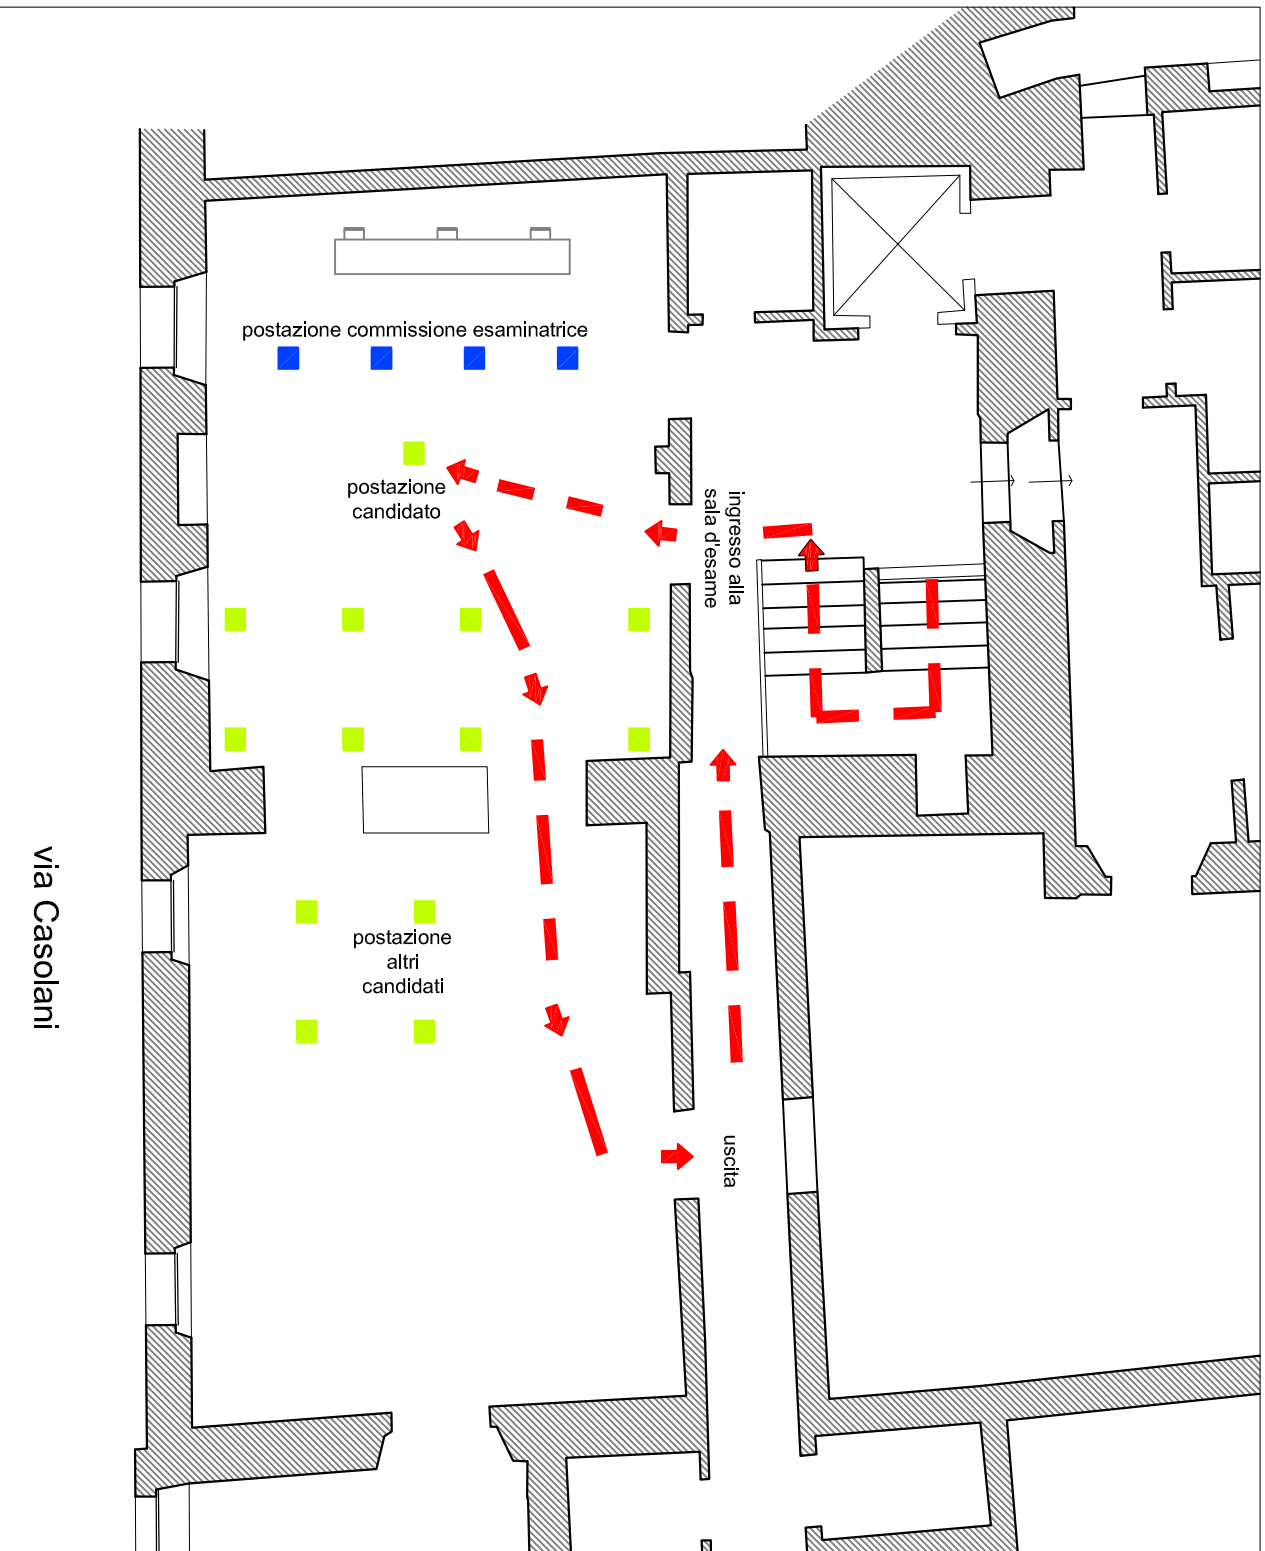 postazione commissione esaminatrice
postazione
candidato
ingresso alla
sala d'esame
via Casolani
postazione
altri
candidati
uscita